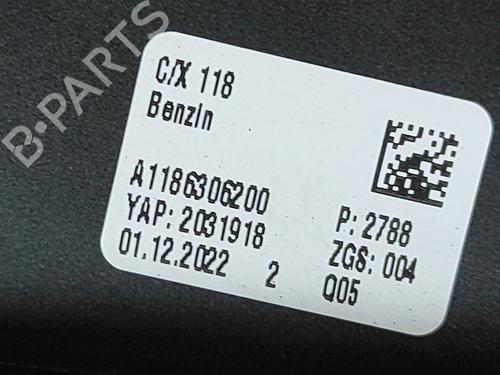 B-PARTS
C/X 118
Benzin
A1186306200
YAP: 2031918
01.12.2022 2
P: 2788
ZGS: 004
Q05